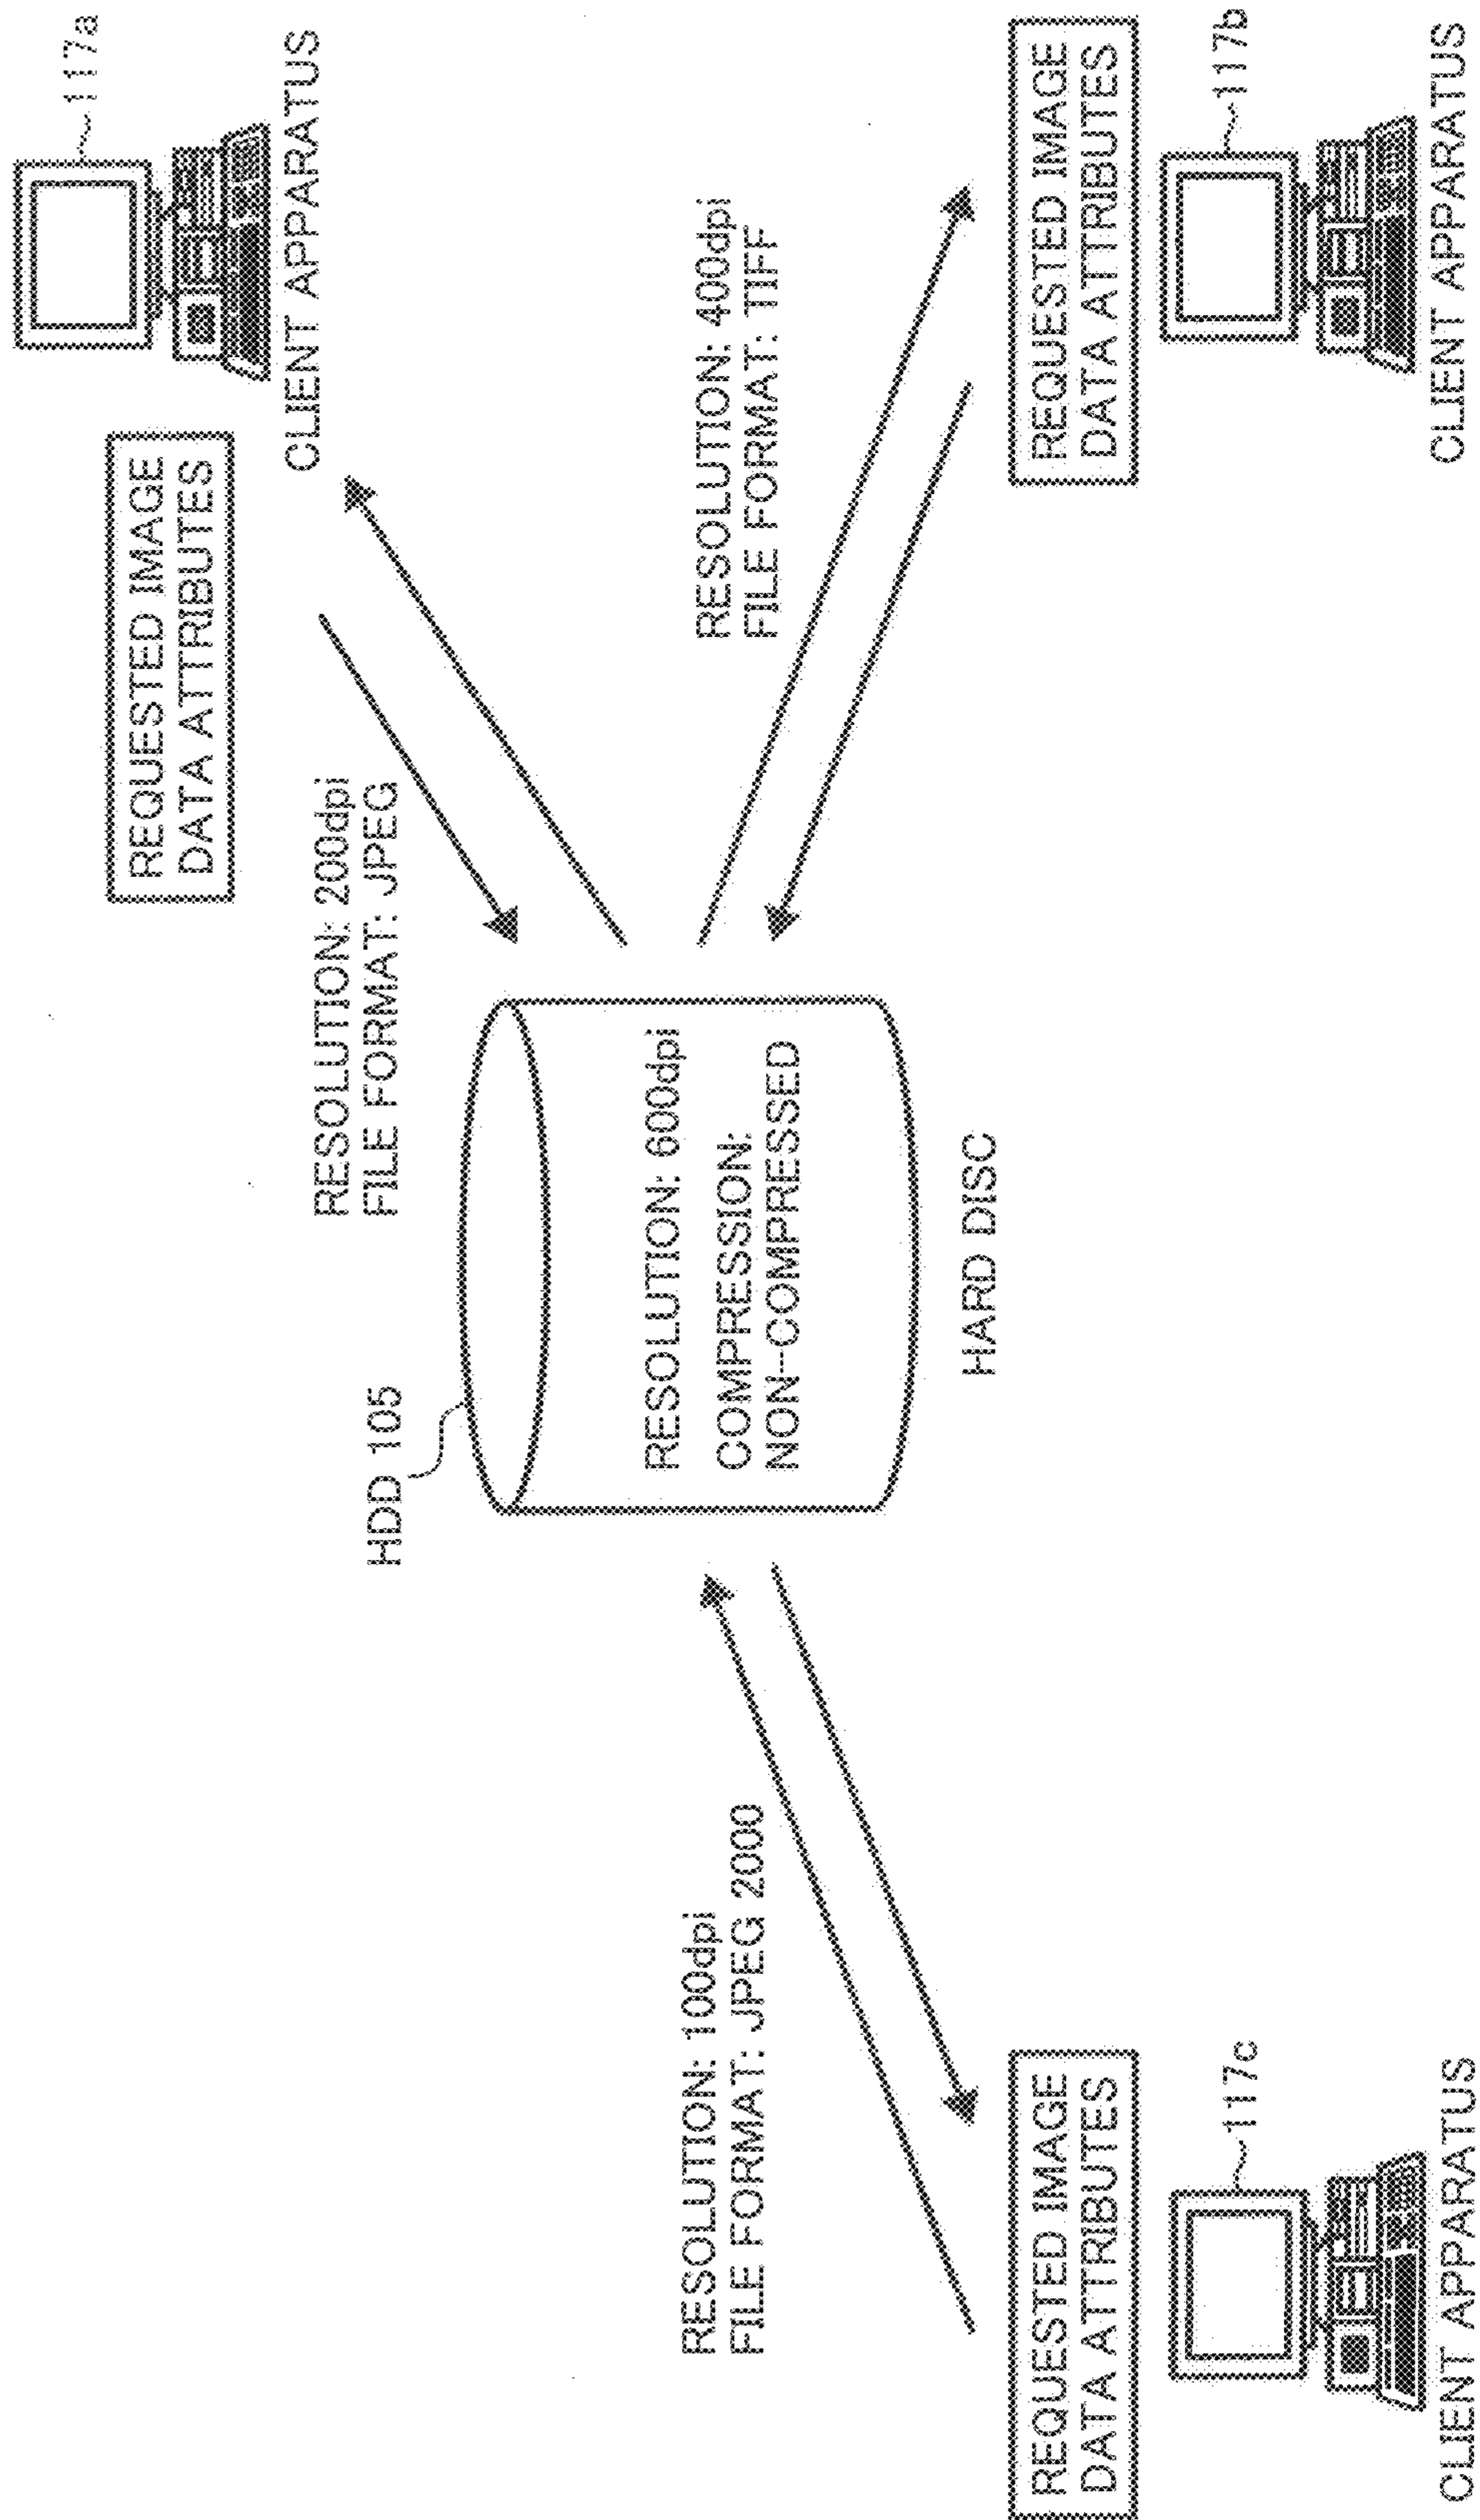 117a
CLIENT APPARATUS
REQUESTED IMAGE
DATA ATTRIBUTES
RESOLUTION: 200dpi
FILE FORMAT: JPEG
HDD 105
RESOLUTION: 600dpi
COMPRESSION:
NON-COMPRESSED
HARD DISC
RESOLUTION: 400dpi
FILE FORMAT: TIFF
REQUESTED IMAGE
DATA ATTRIBUTES
117b
CLIENT APPARATUS
RESOLUTION: 100dpi
FILE FORMAT: JPEG 2000
REQUESTED IMAGE
DATA ATTRIBUTES
117c
CLIENT APPARATUS